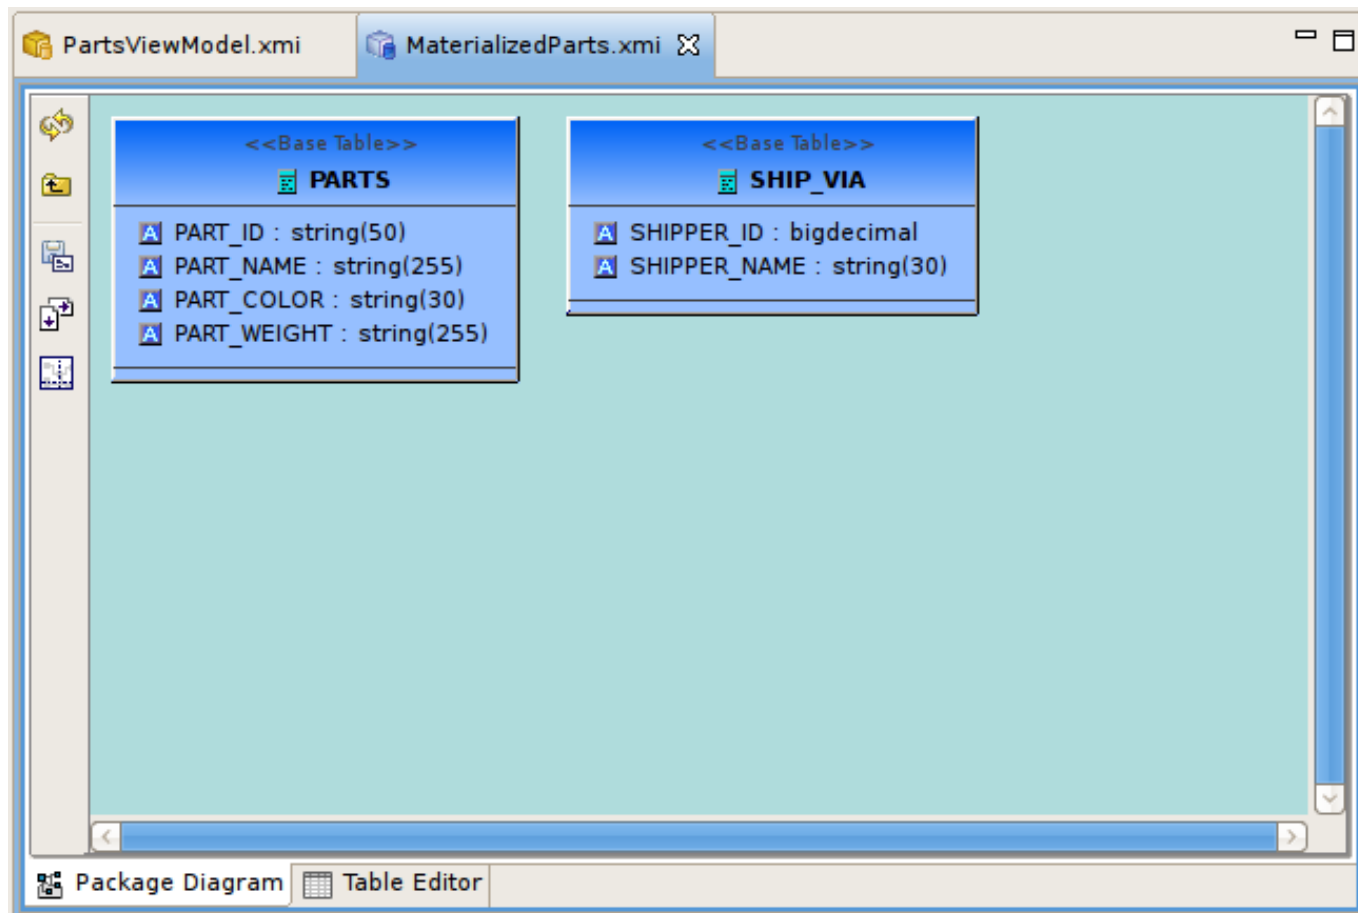 PartsViewModel.xmi
MaterializedParts.xmi
<<Base Table>>
PARTS
PART_ID : string(50)
PART_NAME : string(255)
PART_COLOR : string(30)
PART_WEIGHT : string(255)
<<Base Table>>
SHIP_VIA
SHIPPER_ID : bigdecimal
SHIPPER_NAME : string(30)
Package Diagram
Table Editor